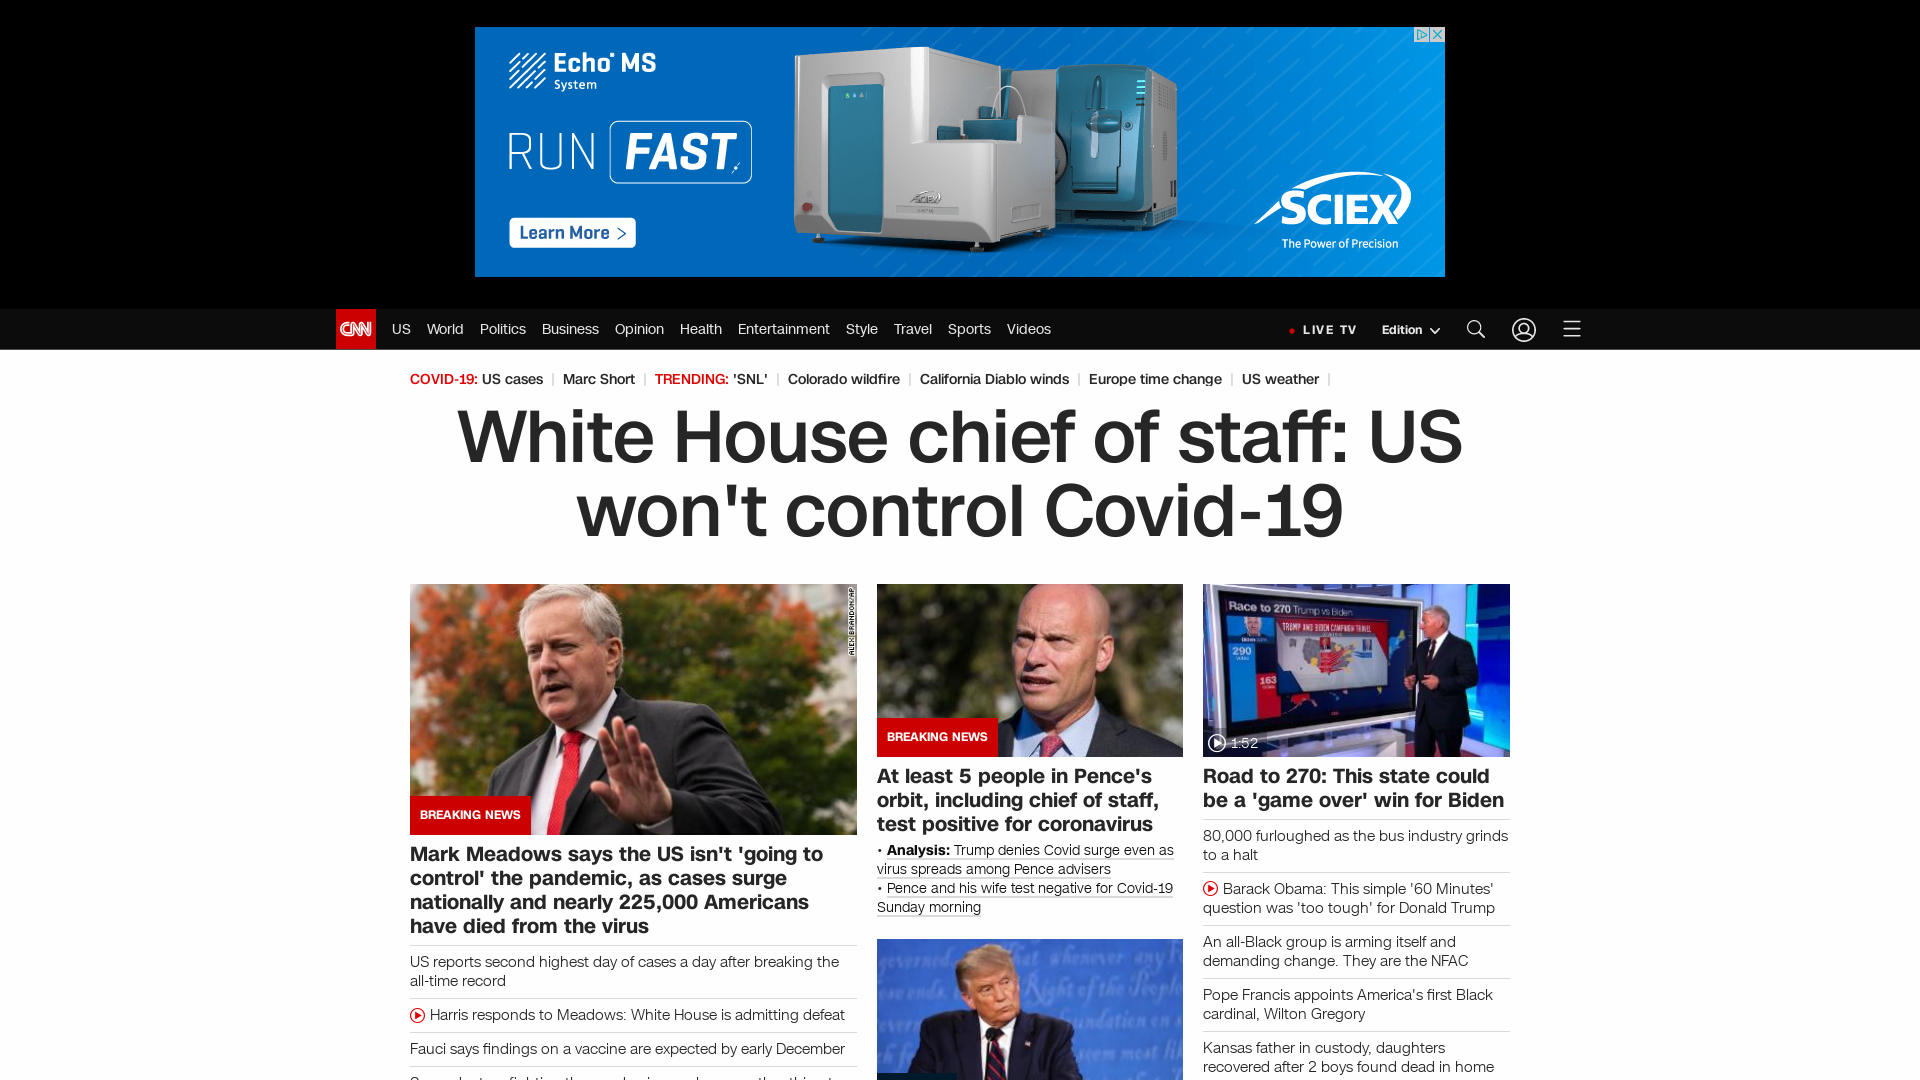 Echo® MS
System
RUN FAST.
Learn More >
SCIEX
The Power of Precision
CNN US World Politics Business Opinion Health Entertainment Style Travel Sports Videos LIVE TV Edition
COVID-19: US cases | Marc Short | TRENDING: 'SNL' | Colorado wildfire | California Diablo winds | Europe time change | US weather |
White House chief of staff: US
won't control Covid-19
ALEX BRANDON/AP
BREAKING NEWS
Mark Meadows says the US isn't 'going to
control' the pandemic, as cases surge
nationally and nearly 225,000 Americans
have died from the virus
US reports second highest day of cases a day after breaking the
all-time record
Harris responds to Meadows: White House is admitting defeat
Fauci says findings on a vaccine are expected by early December
BREAKING NEWS
At least 5 people in Pence's
orbit, including chief of staff,
test positive for coronavirus
• Analysis: Trump denies Covid surge even as
virus spreads among Pence advisers
• Pence and his wife test negative for Covid-19
Sunday morning
Race to 270 Trump vs Biden
TRUMP AND BIDEN CAMPAIGN TRAVEL
290
163
1:52
Road to 270: This state could
be a 'game over' win for Biden
80,000 furloughed as the bus industry grinds
to a halt
Barack Obama: This simple '60 Minutes'
question was 'too tough' for Donald Trump
An all-Black group is arming itself and
demanding change. They are the NFAC
Pope Francis appoints America's first Black
cardinal, Wilton Gregory
Kansas father in custody, daughters
recovered after 2 boys found dead in home